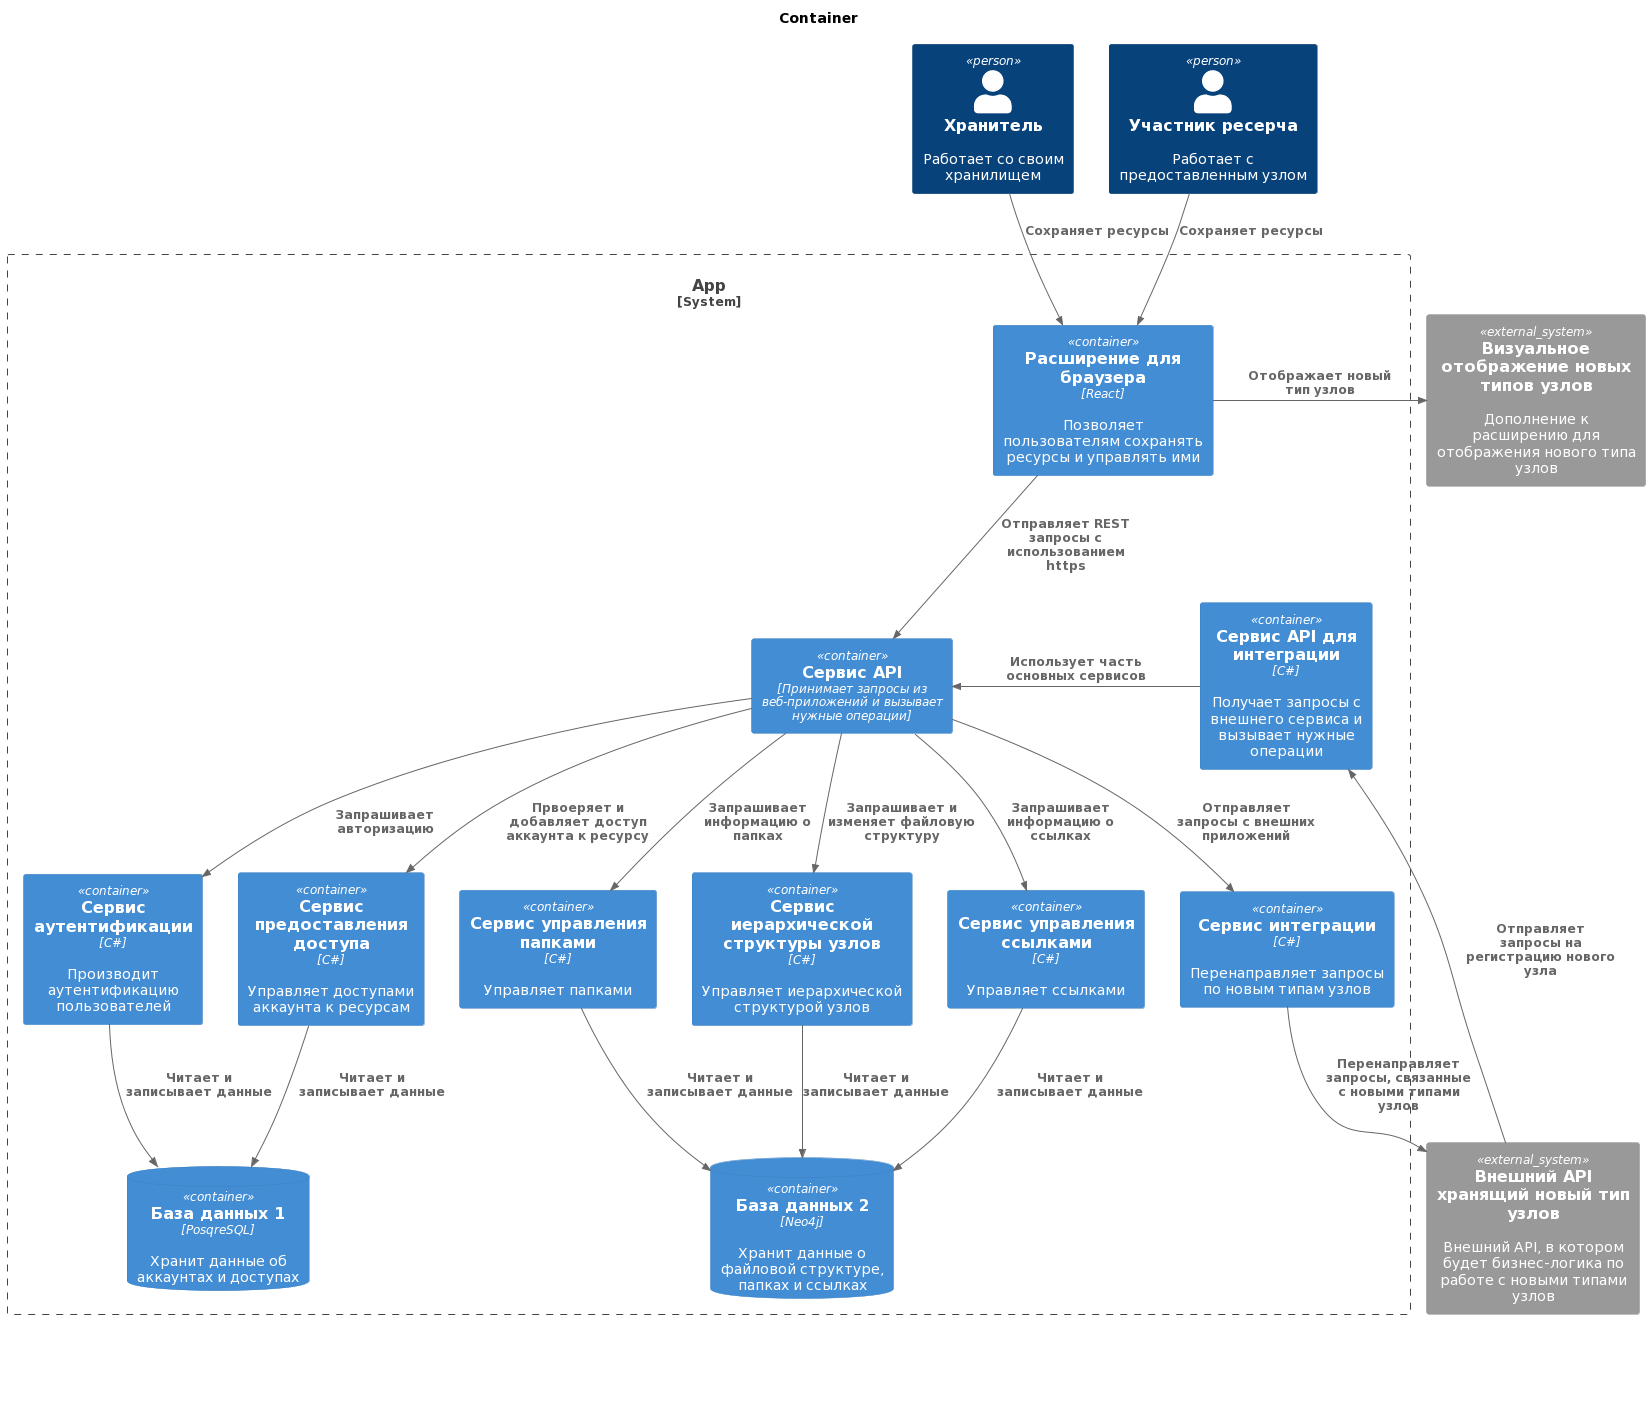 Container
«person»
Хранитель
Работает со своим
хранилищем
«person»
Участник ресерча
Работает с
предоставленным узлом
Сохраняет ресурсы
Сохраняет ресурсы
App
[System]
«container»
Расширение для
браузера
[React]
Позволяет
пользователям сохранять
ресурсы и управлять ими
Отображает новый
тип узлов
«external_system»
Визуальное
отображение новых
типов узлов
Дополнение к
расширению для
отображения нового типа
узлов
Отправляет REST
запросы с
использованием
https
«container»
Сервис API
[Принимает запросы из
веб-приложений и вызывает
нужные операции]
Использует часть
основных сервисов
«container»
Сервис API для
интеграции
[C#]
Получает запросы с
внешнего сервиса и
вызывает нужные
операции
Запрашивает
авторизацию
Првоеряет и
добавляет доступ
аккаунта к ресурсу
Запрашивает
информацию о
папках
Запрашивает и
изменяет файловую
структуру
Запрашивает
информацию о
ссылках
Отправляет
запросы с внешних
приложений
«container»
Сервис
аутентификации
[C#]
Производит
аутентификацию
пользователей
«container»
Сервис
предоставления
доступа
[C#]
Управляет доступами
аккаунта к ресурсам
«container»
Сервис управления
папками
[C#]
Управляет папками
«container»
Сервис
иерархической
структуры узлов
[C#]
Управляет иерархической
структурой узлов
«container»
Сервис управления
ссылками
[C#]
Управляет ссылками
«container»
Сервис интеграции
[C#]
Перенаправляет запросы
по новым типам узлов
Отправляет
запросы на
регистрацию нового
узла
Читает и
записывает данные
Читает и
записывает данные
Читает и
записывает данные
Читает и
записывает данные
Читает и
записывает данные
Перенаправляет
запросы, связанные
с новыми типами
узлов
«container»
База данных 1
[PosqreSQL]
Хранит данные об
аккаунтах и доступах
«container»
База данных 2
[Neo4j]
Хранит данные о
файловой структуре,
папках и ссылках
«external_system»
Внешний API
хранящий новый тип
узлов
Внешний API, в котором
будет бизнес-логика по
работе с новыми типами
узлов